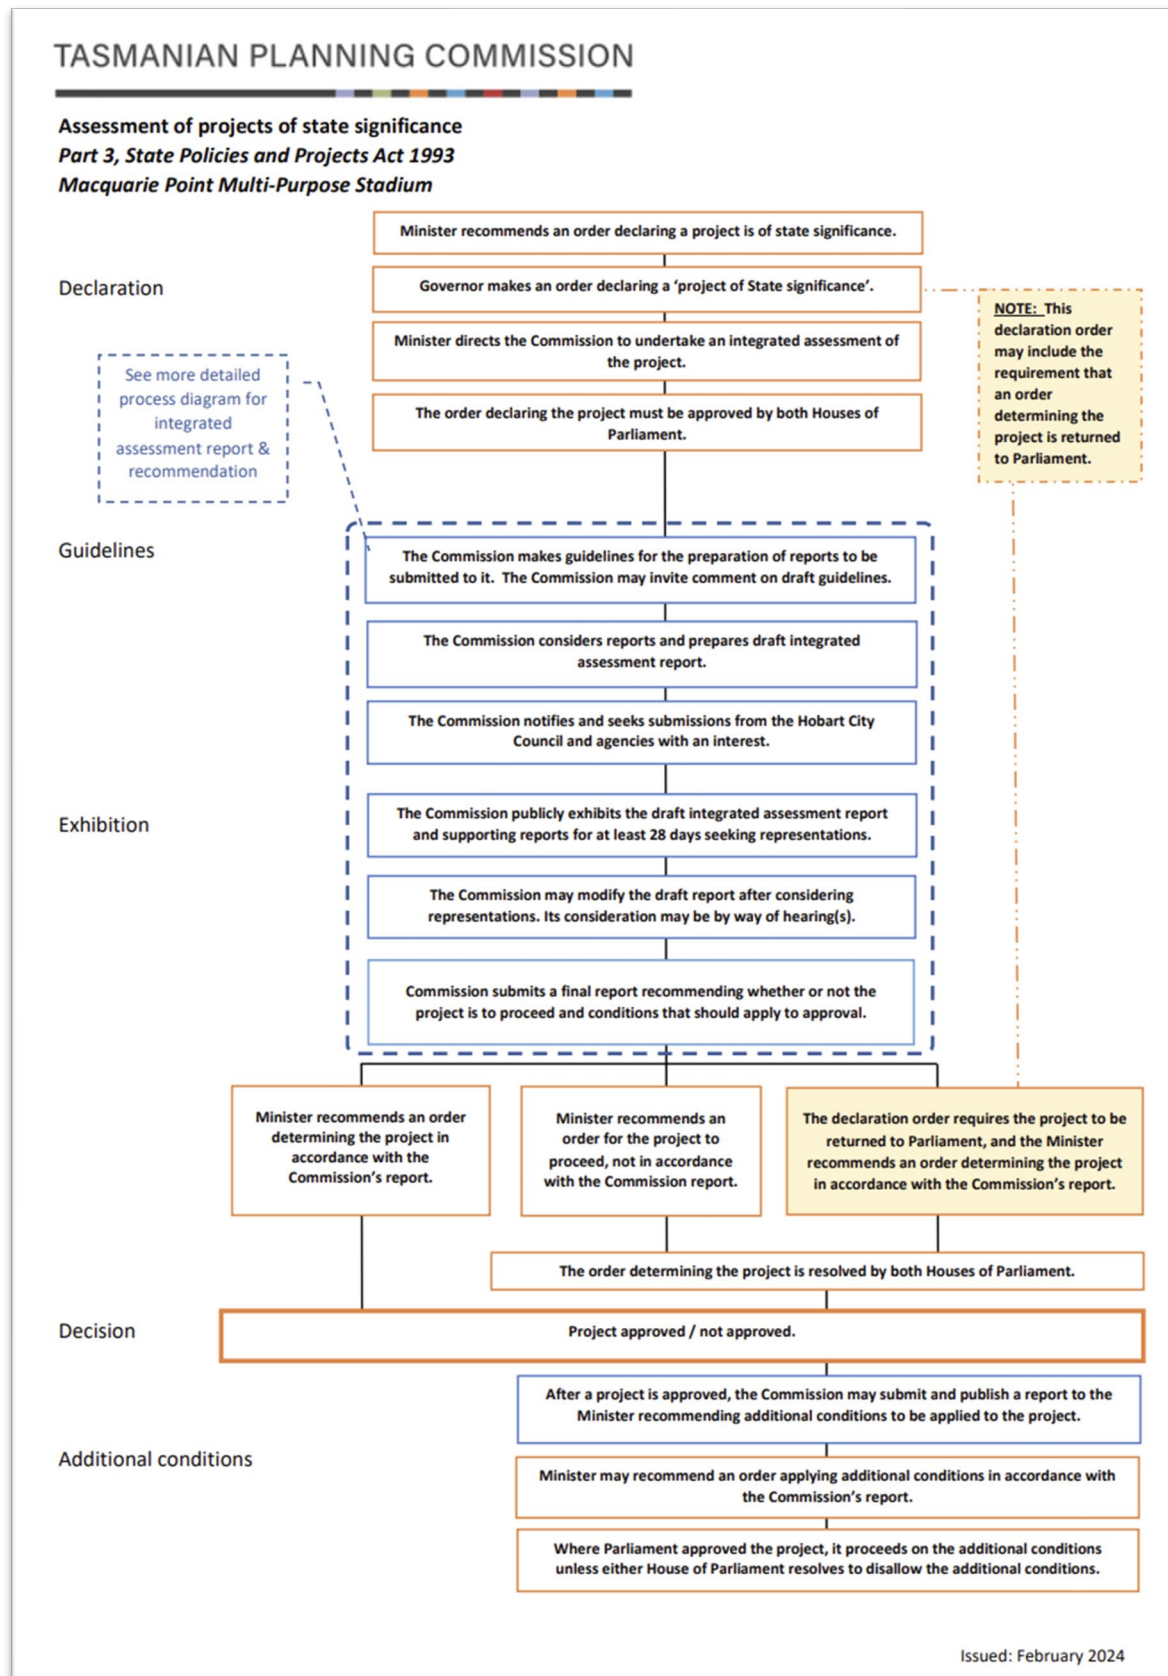 TASMANIAN PLANNING COMMISSION
Assessment of projects of state significance
Part 3, State Policies and Projects Act 1993
Macquarie Point Multi-Purpose Stadium
Minister recommends an order declaring a project is of state significance.
Declaration
Governor makes an order declaring a ‘project of State significance’.
NOTE: This
declaration order
may include the
requirement that
an order
determining the
project is returned
to Parliament.
Minister directs the Commission to undertake an integrated assessment of
the project.
See more detailed
process diagram for
integrated
assessment report &
recommendation
The order declaring the project must be approved by both Houses of
Parliament.
Guidelines
The Commission makes guidelines for the preparation of reports to be
submitted to it.  The Commission may invite comment on draft guidelines.
The Commission considers reports and prepares draft integrated
assessment report.
The Commission notifies and seeks submissions from the Hobart City
Council and agencies with an interest.
Exhibition
The Commission publicly exhibits the draft integrated assessment report
and supporting reports for at least 28 days seeking representations.
The Commission may modify the draft report after considering
representations. Its consideration may be by way of hearing(s).
Commission submits a final report recommending whether or not the
project is to proceed and conditions that should apply to approval.
Minister recommends an order
determining the project in
accordance with the
Commission’s report.
Minister recommends an
order for the project to
proceed, not in accordance
with the Commission report.
The declaration order requires the project to be
returned to Parliament, and the Minister
recommends an order determining the project
in accordance with the Commission’s report.
The order determining the project is resolved by both Houses of Parliament.
Decision
Project approved / not approved.
After a project is approved, the Commission may submit and publish a report to the
Minister recommending additional conditions to be applied to the project.
Additional conditions
Minister may recommend an order applying additional conditions in accordance with
the Commission’s report.
Where Parliament approved the project, it proceeds on the additional conditions
unless either House of Parliament resolves to disallow the additional conditions.
Issued: February 2024